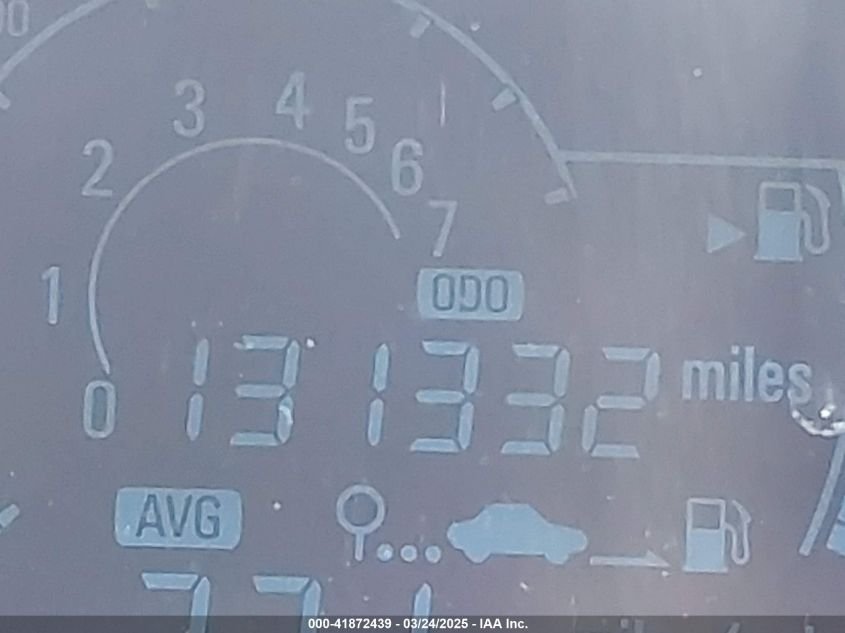 1 2 3 4 5 6 7
ODO
0 131332 miles
AVG
000-41872439 - 03/24/2025 - IAA Inc.